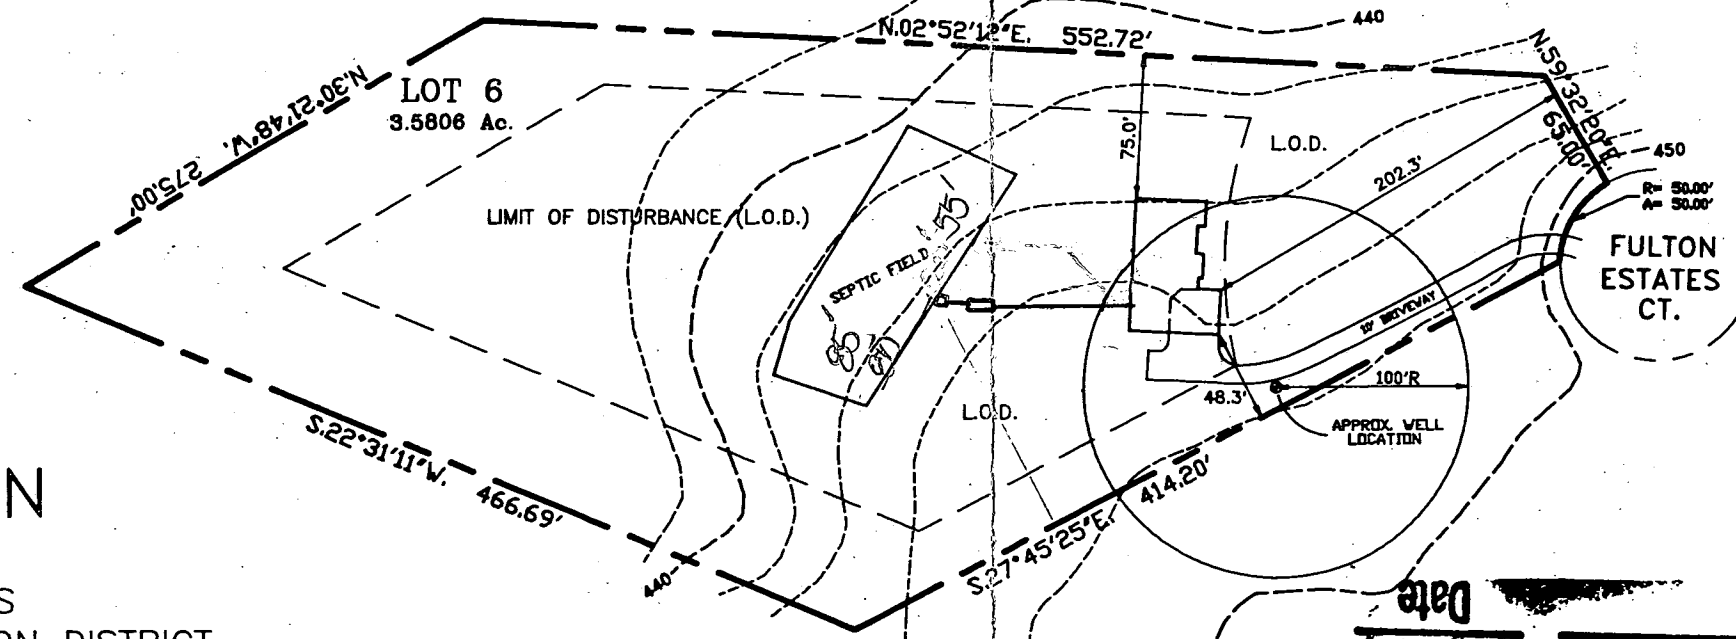 440
N.02°52'12"E. 552.72'
N.59°32'20"E.
65.00'
LOT 6
3.5806 Ac.
N.30°21'48"W. 275.00'
75.0'
L.O.D.
202.3'
450
R= 50.00'
A= 50.00'
LIMIT OF DISTURBANCE (L.O.D.)
FULTON
ESTATES
CT.
SEPTIC FIELD
155
10' DRIVEWAY
100'R
48.3'
L.O.D.
APPROX. WELL
LOCATION
S.22°31'11"W. 466.69'
S.27°45'25"E. 414.20'
N
440
Date
S
ON DISTRICT